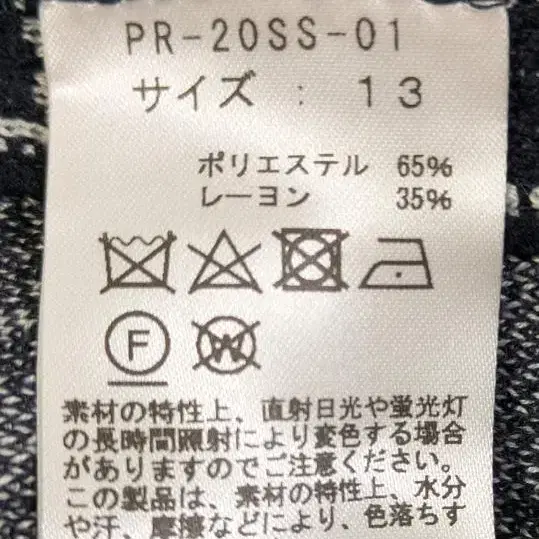 PR-20SS-01
サイズ : 13
ポリエステル 65%
レーヨン 35%
F W
素材の特性上、直射日光や蛍光灯
の長時間照射により変色する場合
がありますのでご注意ください。
この製品は、素材の特性上、水分
や汗、摩擦などにより、色落ちす